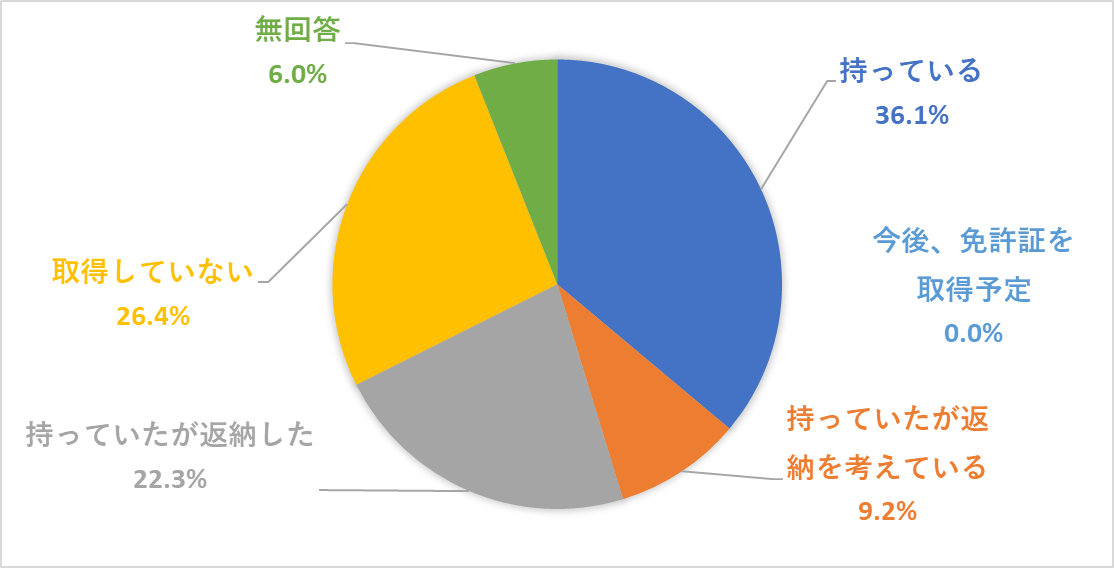 無回答
6.0%
持っている
36.1%
今後、免許証を
取得予定
0.0%
持っていたが返
納を考えている
9.2%
持っていたが返納した
22.3%
取得していない
26.4%